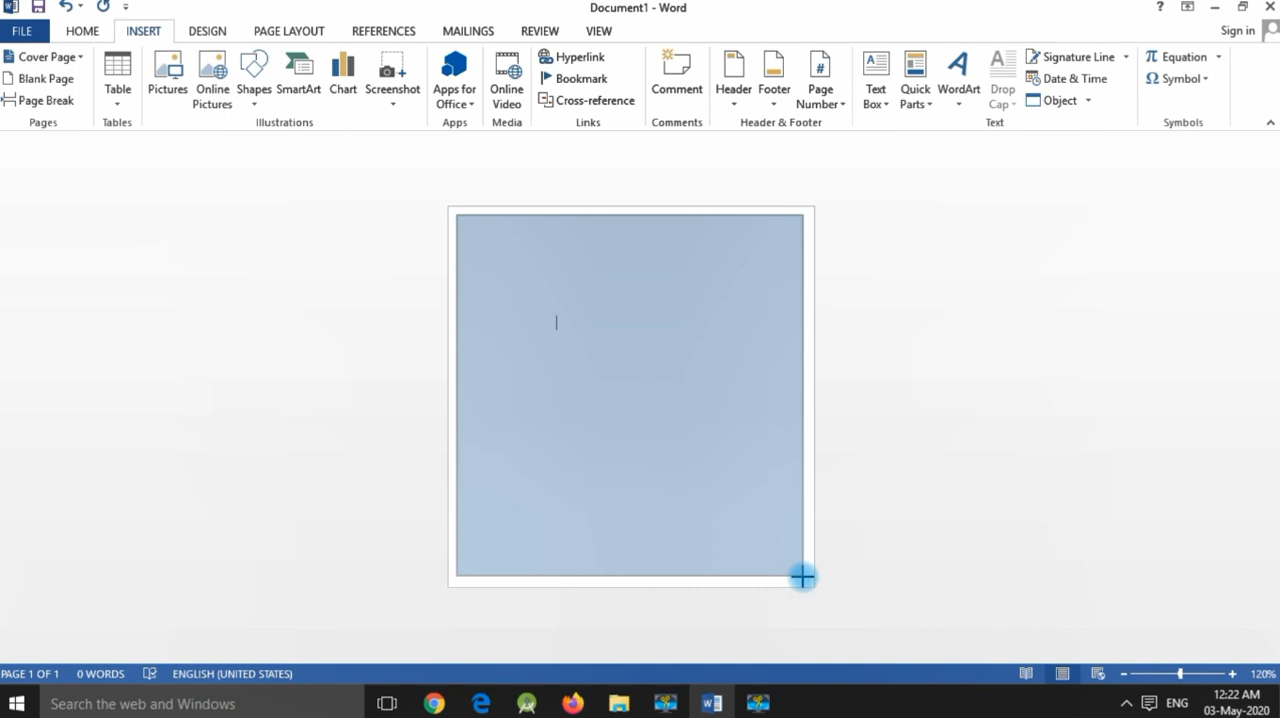 Document1 - Word
?
FILE
HOME
INSERT
DESIGN
PAGE LAYOUT
REFERENCES
MAILINGS
REVIEW
VIEW
Sign in
Cover Page
Blank Page
Page Break
Pages
Table
Tables
Pictures
Online
Pictures
Shapes
SmartArt
Chart
Screenshot
Illustrations
Apps for
Office
Apps
Online
Video
Media
Hyperlink
Bookmark
Cross-reference
Links
Comment
Comments
Header
Footer
Page
Number
Header & Footer
Text
Box
Quick
Parts
WordArt
Drop
Cap
Signature Line
Date & Time
Object
Text
π Equation
Ω Symbol
Symbols
PAGE 1 OF 1
0 WORDS
ENGLISH (UNITED STATES)
120%
Search the web and Windows
ENG
12:22 AM
03-May-2020